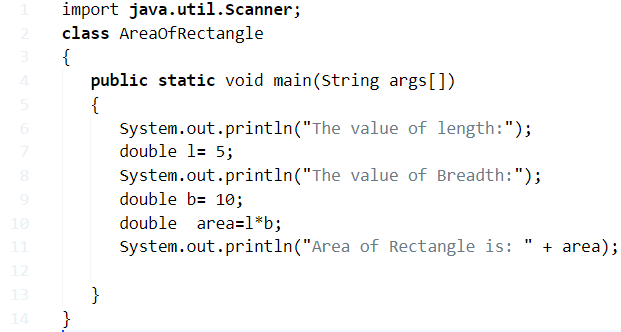 1 import java.util.Scanner;
2 class AreaOfRectangle
3 {
4 public static void main(String args[])
5 {
6 System.out.println("The value of length:");
7 double l= 5;
8 System.out.println("The value of Breadth:");
9 double b= 10;
10 double  area=l*b;
11 System.out.println("Area of Rectangle is: " + area);
12
13 }
14 }